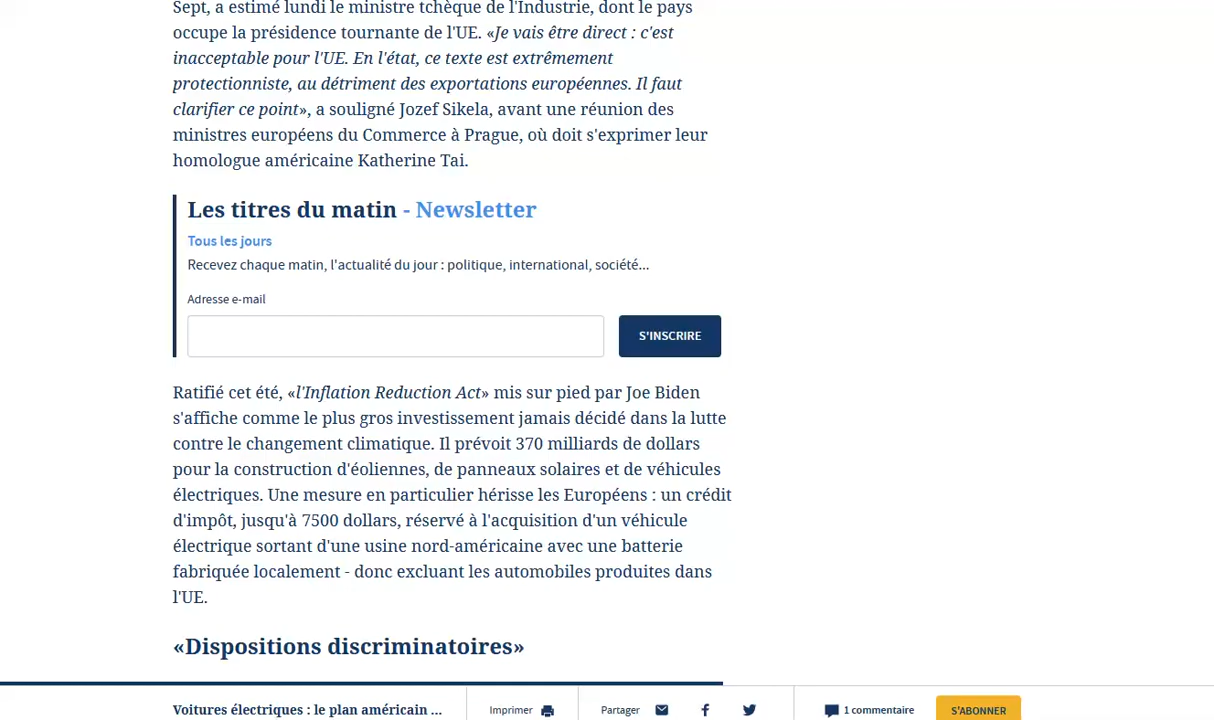 Sept, a estimé lundi le ministre tchèque de l'Industrie, dont le pays
occupe la présidence tournante de l'UE. «Je vais être direct : c'est
inacceptable pour l'UE. En l'état, ce texte est extrêmement
protectionniste, au détriment des exportations européennes. Il faut
clarifier ce point», a souligné Jozef Sikela, avant une réunion des
ministres européens du Commerce à Prague, où doit s'exprimer leur
homologue américaine Katherine Tai.
Les titres du matin - Newsletter
Tous les jours
Recevez chaque matin, l'actualité du jour : politique, international, société...
Adresse e-mail
S'INSCRIRE
Ratifié cet été, «l'Inflation Reduction Act» mis sur pied par Joe Biden
s'affiche comme le plus gros investissement jamais décidé dans la lutte
contre le changement climatique. Il prévoit 370 milliards de dollars
pour la construction d'éoliennes, de panneaux solaires et de véhicules
électriques. Une mesure en particulier hérisse les Européens : un crédit
d'impôt, jusqu'à 7500 dollars, réservé à l'acquisition d'un véhicule
électrique sortant d'une usine nord-américaine avec une batterie
fabriquée localement - donc excluant les automobiles produites dans
l'UE.
«Dispositions discriminatoires»
Voitures électriques : le plan américain ...
Imprimer
Partager
1 commentaire
S'ABONNER